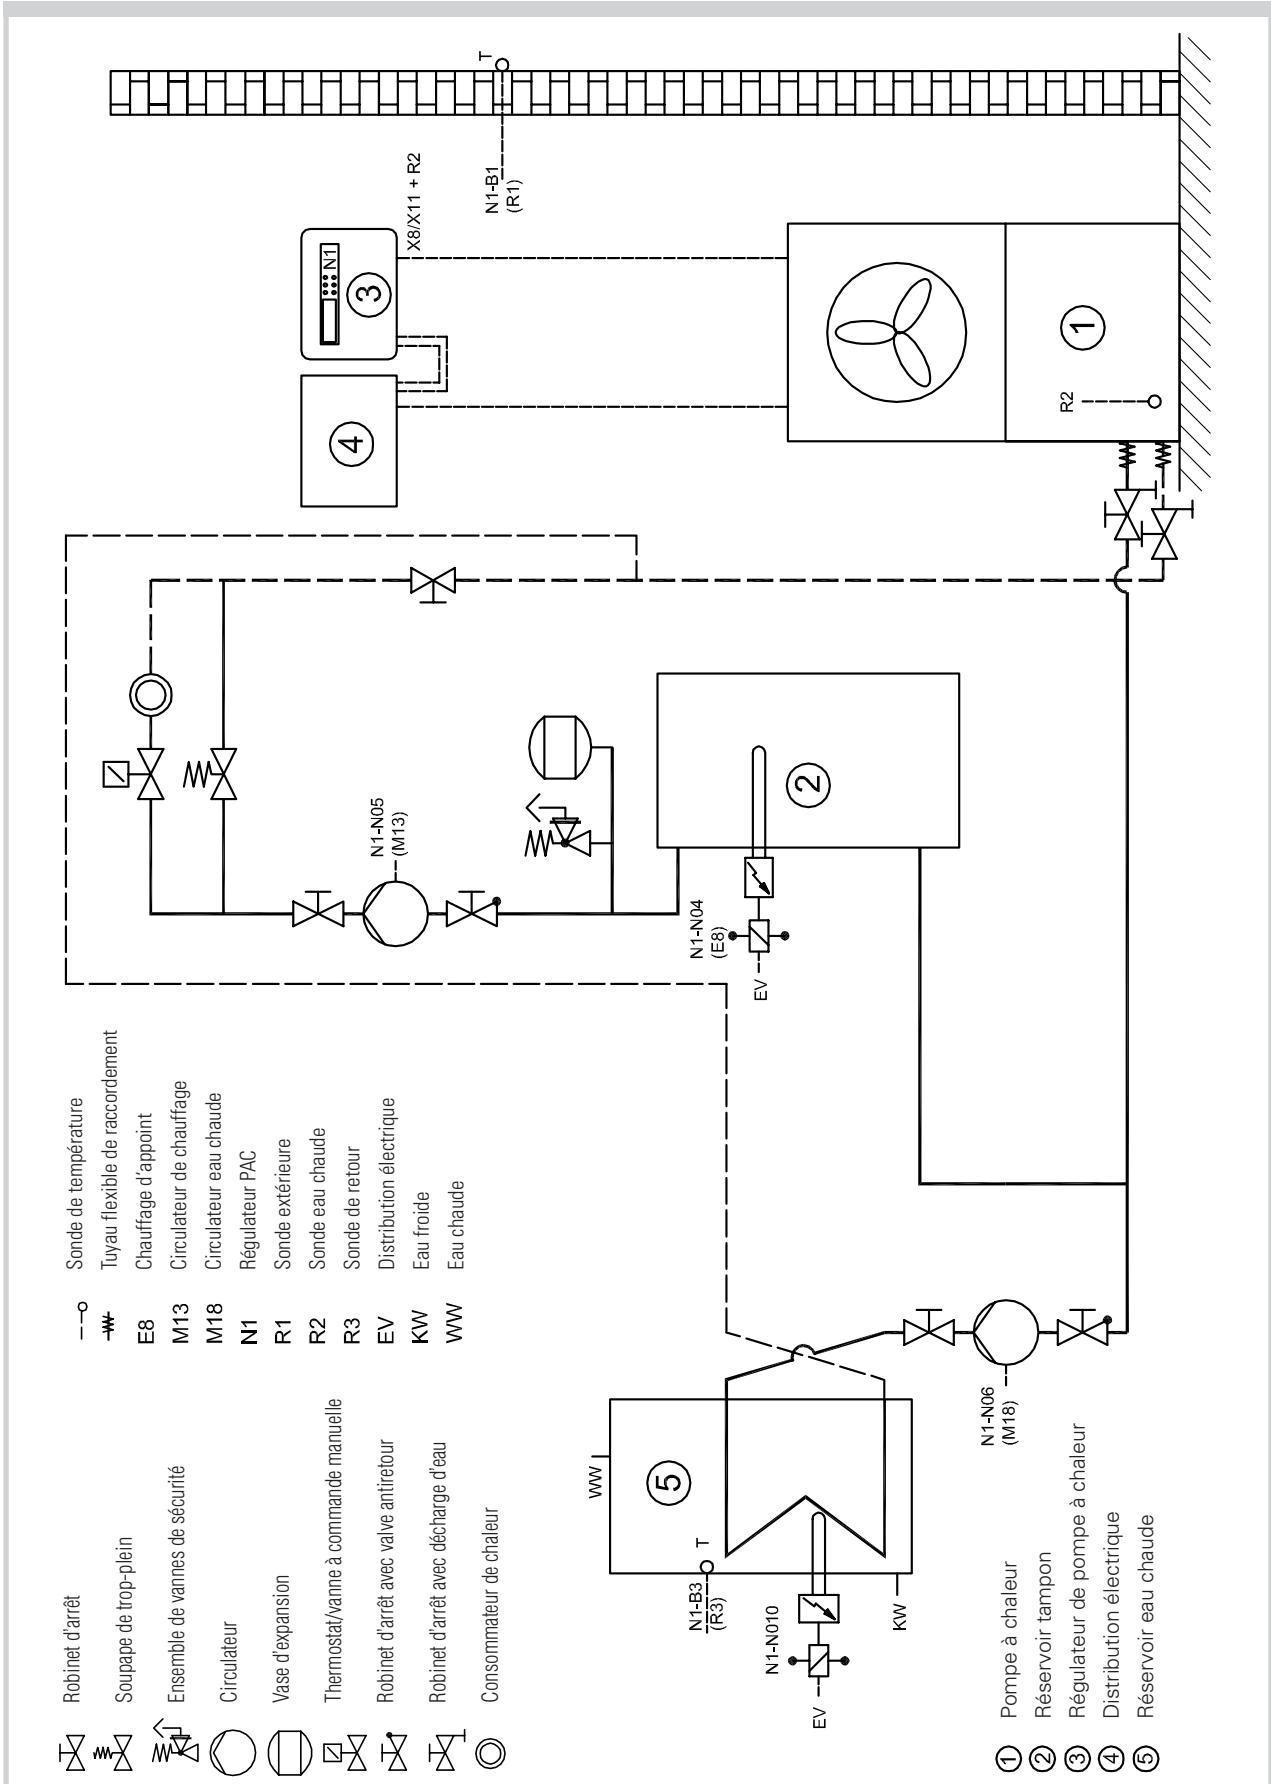 Robinet d'arrêt
Soupape de trop-plein
Ensemble de vannes de sécurité
Circulateur
Vase d'expansion
Thermostat/vanne à commande manuelle
Robinet d'arrêt avec valve antiretour
Robinet d'arrêt avec décharge d'eau
Consommateur de chaleur
Sonde de température
Tuyau flexible de raccordement
E8 Chauffage d'appoint
M13 Circulateur de chauffage
M18 Circulateur eau chaude
N1 Régulateur PAC
R1 Sonde extérieure
R2 Sonde eau chaude
R3 Sonde de retour
EV Distribution électrique
KW Eau froide
WW Eau chaude
N1-N05
(M13)
4
3
N1
X8/X11 + R2
T
N1-B1
(R1)
WW
5
N1-B3
(R3)
T
N1-N010
EV
KW
N1-N04
(E8)
EV
2
N1-N06
(M18)
R2
1
1 Pompe à chaleur
2 Réservoir tampon
3 Régulateur de pompe à chaleur
4 Distribution électrique
5 Réservoir eau chaude